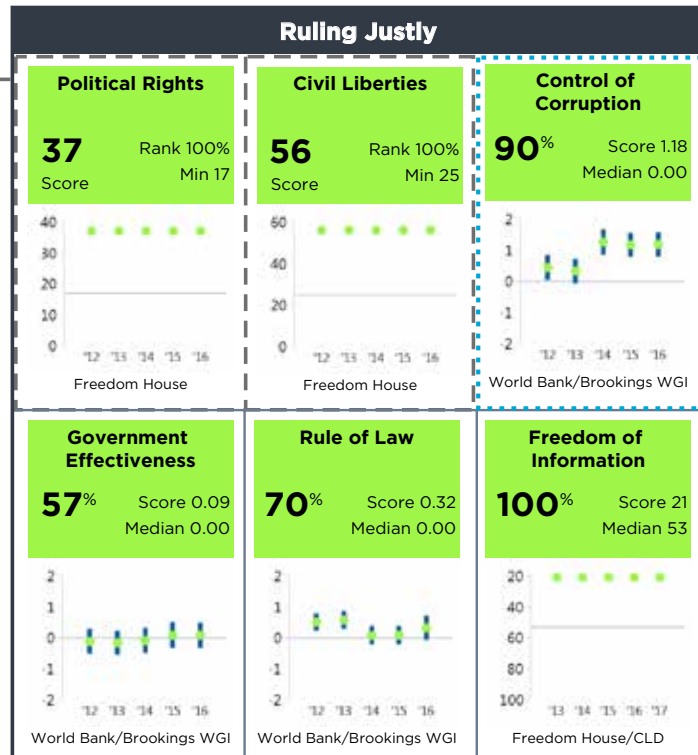 Ruling Justly
Political Rights
37
Score
Rank 100%
Min 17
40
30
20
10
0
'12 '13 '14 '15 '16
Freedom House
Civil Liberties
56
Score
Rank 100%
Min 25
60
40
20
0
'12 '13 '14 '15 '16
Freedom House
Control of
Corruption
90%
Score 1.18
Median 0.00
2
1
0
-1
-2
'12 '13 '14 '15 '16
World Bank/Brookings WGI
Government
Effectiveness
57%
Score 0.09
Median 0.00
2
1
0
-1
-2
'12 '13 '14 '15 '16
World Bank/Brookings WGI
Rule of Law
70%
Score 0.32
Median 0.00
2
1
0
-1
-2
'12 '13 '14 '15 '16
World Bank/Brookings WGI
Freedom of
Information
100%
Score 21
Median 53
20
40
60
80
100
'13 '14 '15 '16 '17
Freedom House/CLD